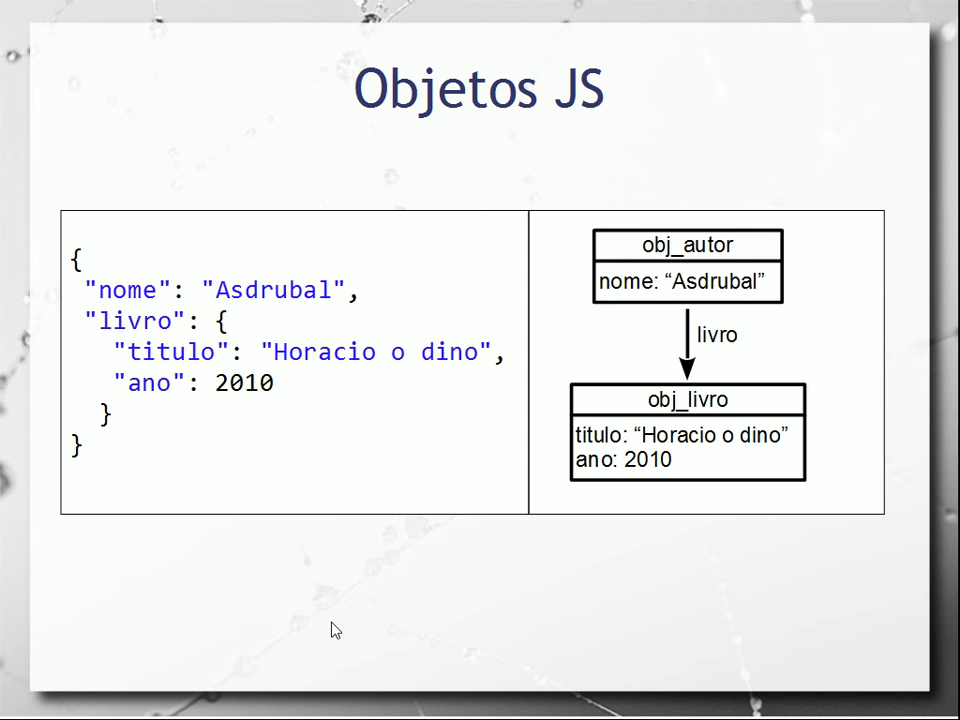 Objetos JS
{
"nome": "Asdrubal",
"livro": {
"titulo": "Horacio o dino",
"ano": 2010
}
}
obj_autor
nome: “Asdrubal”
livro
obj_livro
titulo: “Horacio o dino”
ano: 2010